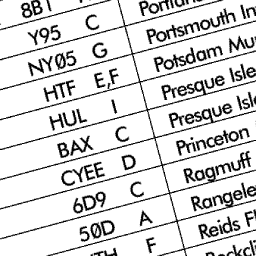 8B1
Y95 C
NY05 G Portsmouth In
HTF E,F Potsdam Mu
HUL I Presque Isle
BAX C Presque Isle
CYEE D Princeton
6D9 C Ragmuff
50D A Rangele
F Reids